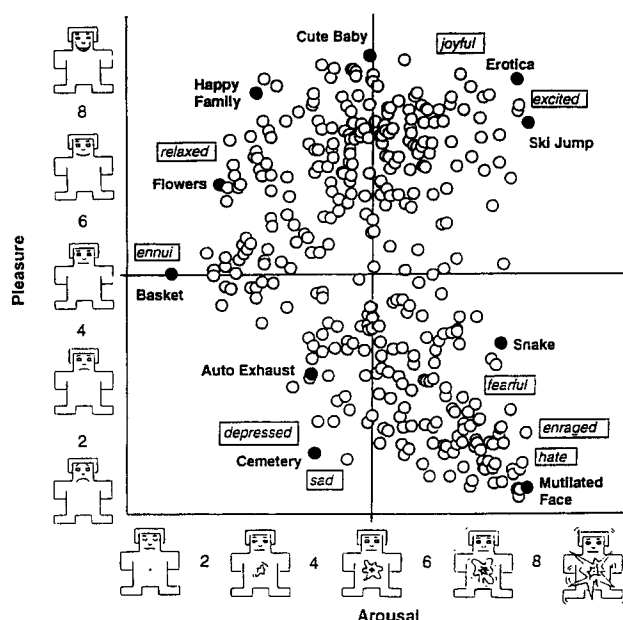 Cute Baby
joyful
Erotica
Happy
Family
excited
Ski Jump
relaxed
Flowers
ennui
Basket
Snake
Auto Exhaust
fearful
depressed
enraged
Cemetery
hate
sad
Mutilated
Face
Pleasure
8
6
4
2
2
4
6
8
Arousal